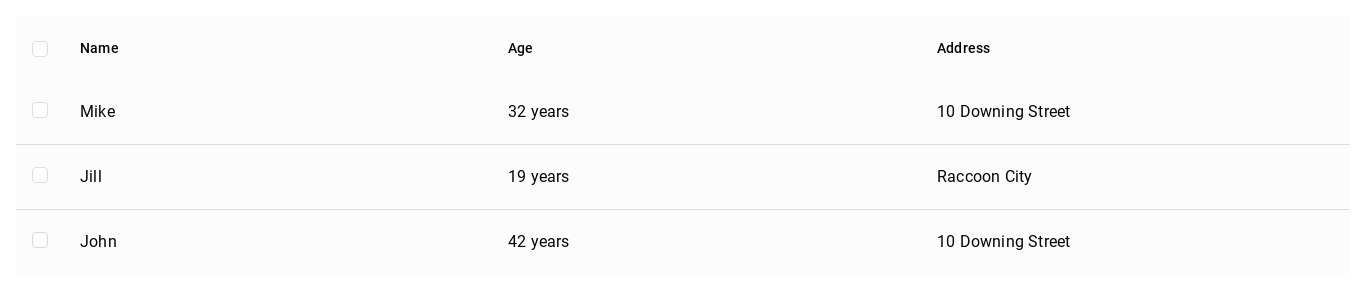 Name Age Address
Mike 32 years 10 Downing Street
Jill 19 years Raccoon City
John 42 years 10 Downing Street